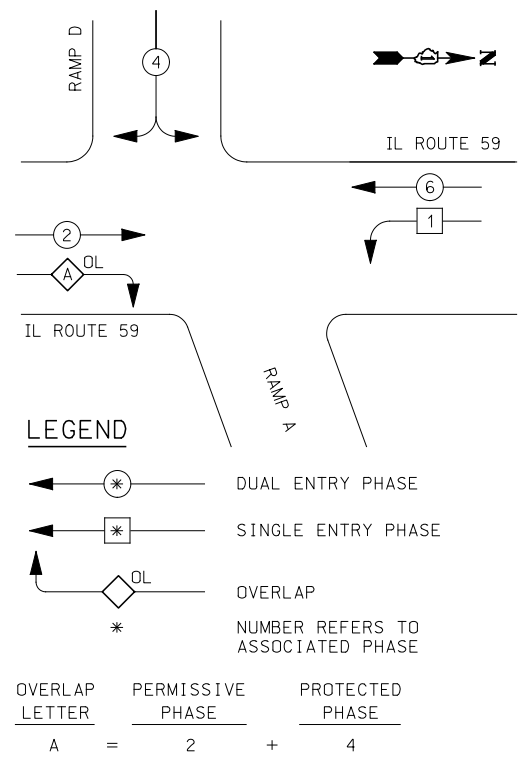 RAMP D
4
N
IL ROUTE 59
6
1
2
A OL
IL ROUTE 59
RAMP A
LEGEND
* DUAL ENTRY PHASE
* SINGLE ENTRY PHASE
OL OVERLAP
* NUMBER REFERS TO
ASSOCIATED PHASE
OVERLAP PERMISSIVE PROTECTED
LETTER PHASE PHASE
A = 2 + 4